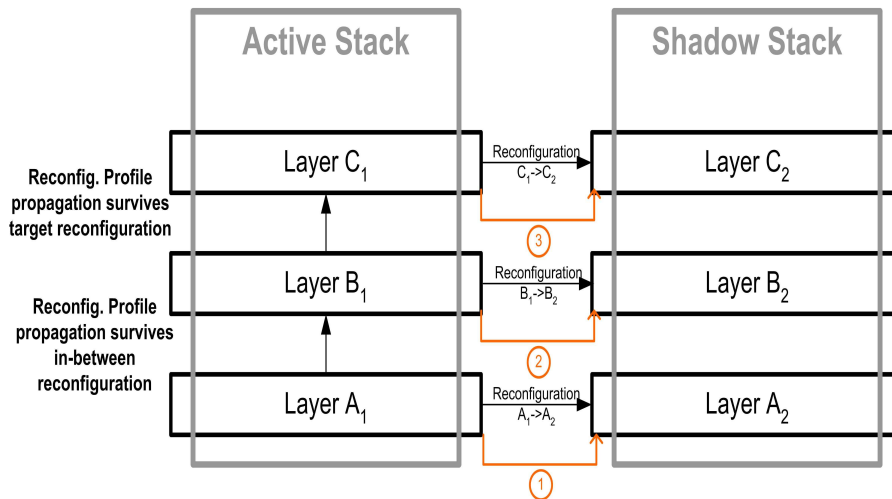 Active Stack
Shadow Stack
Layer C1
Reconfiguration
C1->C2
Layer C2
Reconfig. Profile
propagation survives
target reconfiguration
3
Layer B1
Reconfiguration
B1->B2
Layer B2
Reconfig. Profile
propagation survives
in-between
reconfiguration
2
Layer A1
Reconfiguration
A1->A2
Layer A2
1